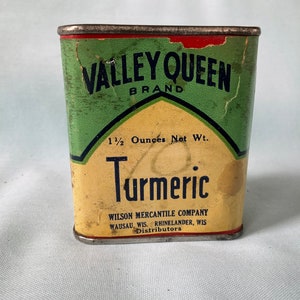 VALLEY QUEEN
BRAND
1½ Ounces Net Wt.
Turmeric
WILSON MERCANTILE COMPANY
WAUSAU, WIS. RHINELANDER, WIS
Distributors